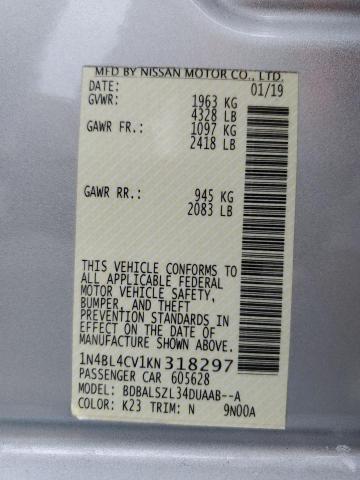 MFD BY NISSAN MOTOR CO., LTD.
DATE: 01/19
GVWR: 1963 KG
4328 LB
GAWR FR.: 1097 KG
2418 LB
GAWR RR.: 945 KG
2083 LB
THIS VEHICLE CONFORMS TO
ALL APPLICABLE FEDERAL
MOTOR VEHICLE SAFETY,
BUMPER, AND THEFT
PREVENTION STANDARDS IN
EFFECT ON THE DATE OF
MANUFACTURE SHOWN ABOVE.
1N4BL4CV1KN318297
PASSENGER CAR 605628
MODEL: BDBALSZL34DUAAB--A
COLOR: K23 TRIM: N 9N00A